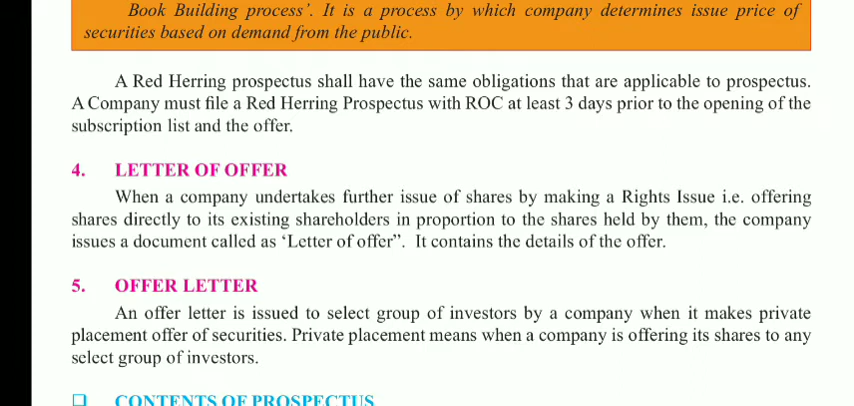 Book Building process’. It is a process by which company determines issue price of
securities based on demand from the public.
A Red Herring prospectus shall have the same obligations that are applicable to prospectus.
A Company must file a Red Herring Prospectus with ROC at least 3 days prior to the opening of the
subscription list and the offer.
4. LETTER OF OFFER
When a company undertakes further issue of shares by making a Rights Issue i.e. offering
shares directly to its existing shareholders in proportion to the shares held by them, the company
issues a document called as ‘Letter of offer”. It contains the details of the offer.
5. OFFER LETTER
An offer letter is issued to select group of investors by a company when it makes private
placement offer of securities. Private placement means when a company is offering its shares to any
select group of investors.
❑ CONTENTS OF PROSPECTUS